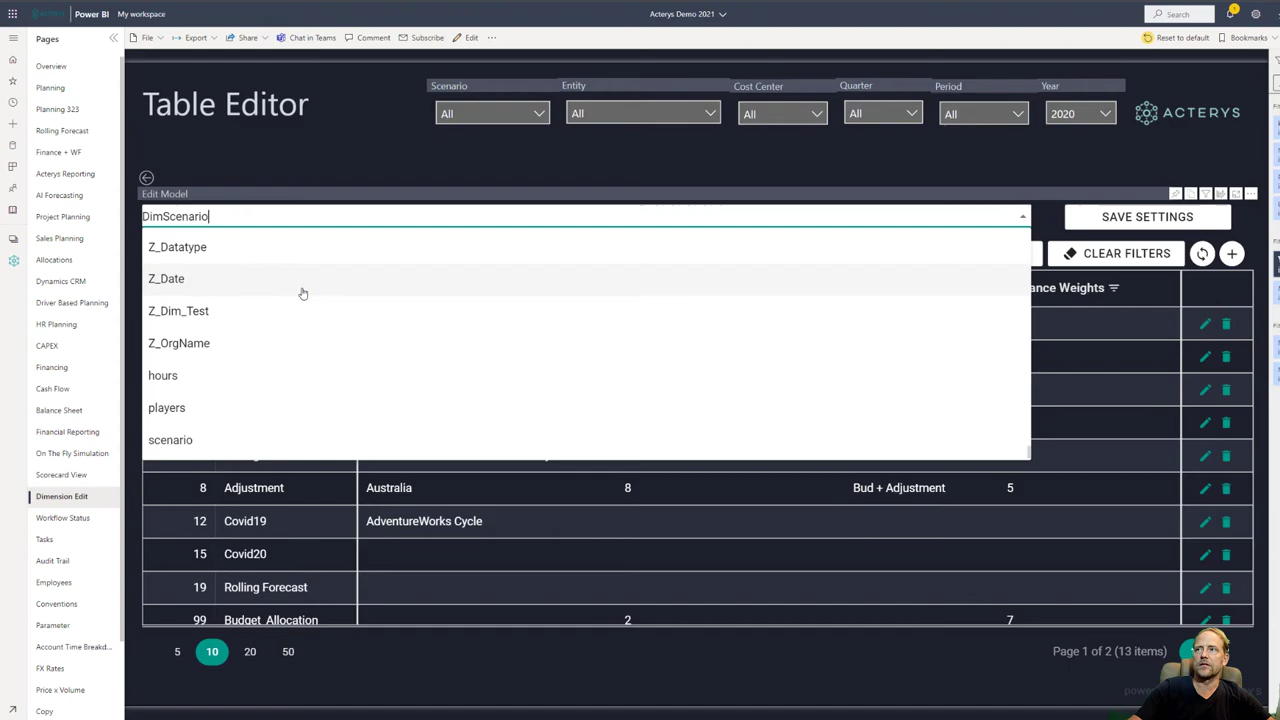 ACTERYS
Power BI
My workspace
Acterys Demo 2021
Search
1
Pages
File
Export
Share
Chat in Teams
Comment
Subscribe
Edit
Reset to default
Bookmarks
Overview
Planning
Planning 323
Rolling Forecast
Finance + WF
Acterys Reporting
AI Forecasting
Project Planning
Sales Planning
Allocations
Dynamics CRM
Driver Based Planning
HR Planning
CAPEX
Financing
Cash Flow
Balance Sheet
Financial Reporting
On The Fly Simulation
Scorecard View
Dimension Edit
Workflow Status
Tasks
Audit Trail
Employees
Conventions
Parameter
Account Time Breakd...
FX Rates
Price x Volume
Copy
Table Editor
Scenario
Entity
Cost Center
Quarter
Period
Year
All
All
All
All
All
2020
ACTERYS
Edit Model
DimScenario
SAVE SETTINGS
CLEAR FILTERS
Z_Datatype
Z_Date
Z_Dim_Test
Z_OrgName
hours
players
scenario
ance Weights
8 Adjustment Australia 8 Bud + Adjustment 5
12 Covid19 AdventureWorks Cycle
15 Covid20
19 Rolling Forecast
99 Budget_Allocation 2 7
5 10 20 50
Page 1 of 2 (13 items)